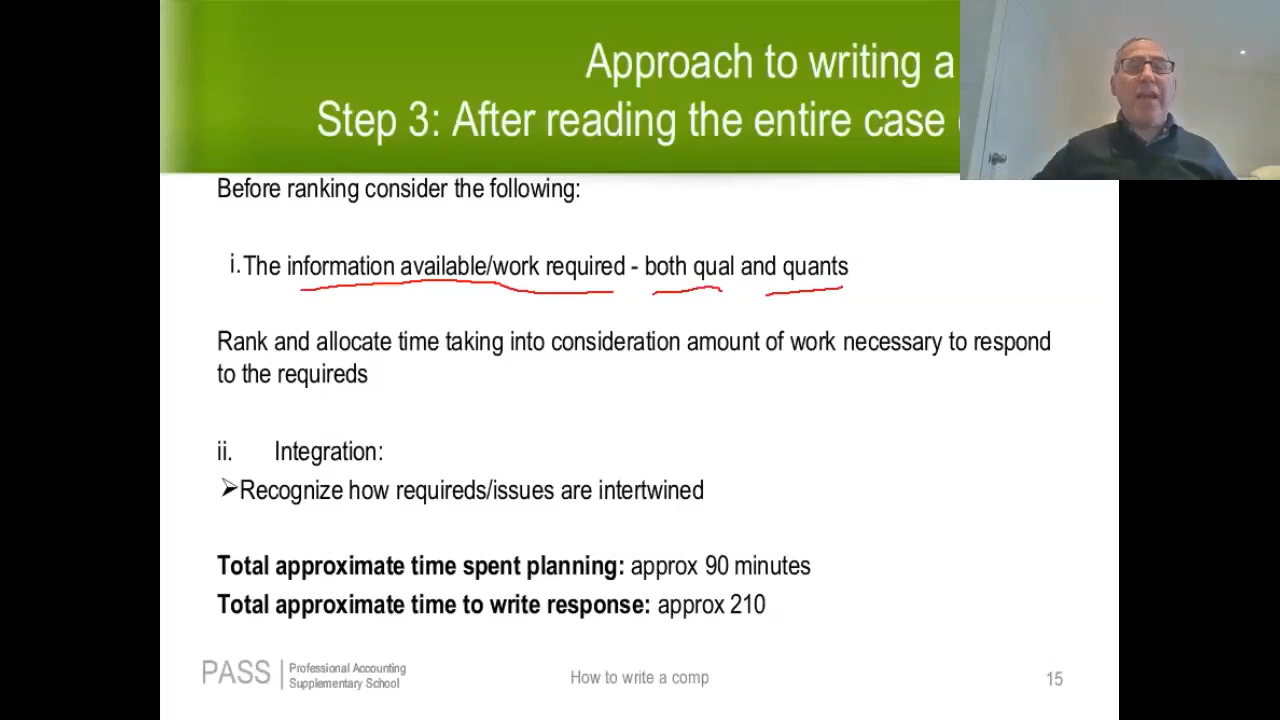 Approach to writing a
Step 3: After reading the entire case
Before ranking consider the following:
i. The information available/work required - both qual and quants
Rank and allocate time taking into consideration amount of work necessary to respond
to the requireds
ii. Integration:
➢Recognize how requireds/issues are intertwined
Total approximate time spent planning: approx 90 minutes
Total approximate time to write response: approx 210
PASS
Professional Accounting
Supplementary School
How to write a comp
15